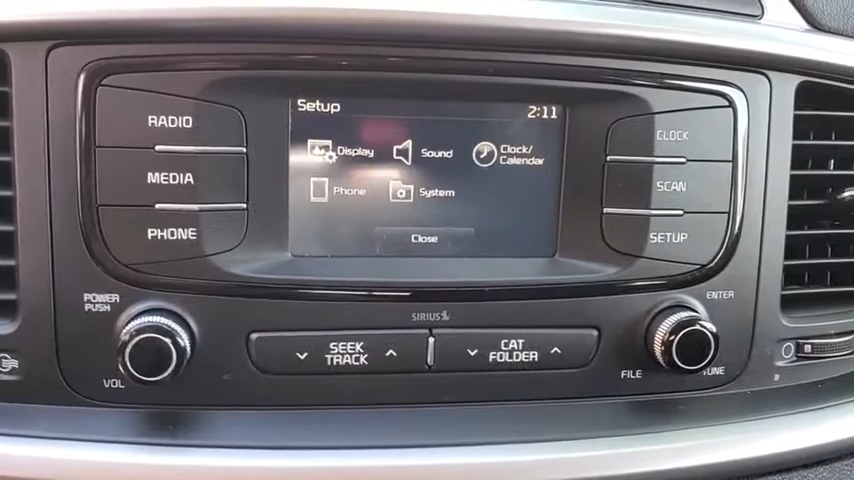 Setup
2:11
Display
Sound
Clock/
Calendar
Phone
System
Close
RADIO
MEDIA
PHONE
CLOCK
SCAN
SETUP
POWER
PUSH
VOL
SIRIUS
SEEK
TRACK
CAT
FOLDER
ENTER
FILE
TUNE